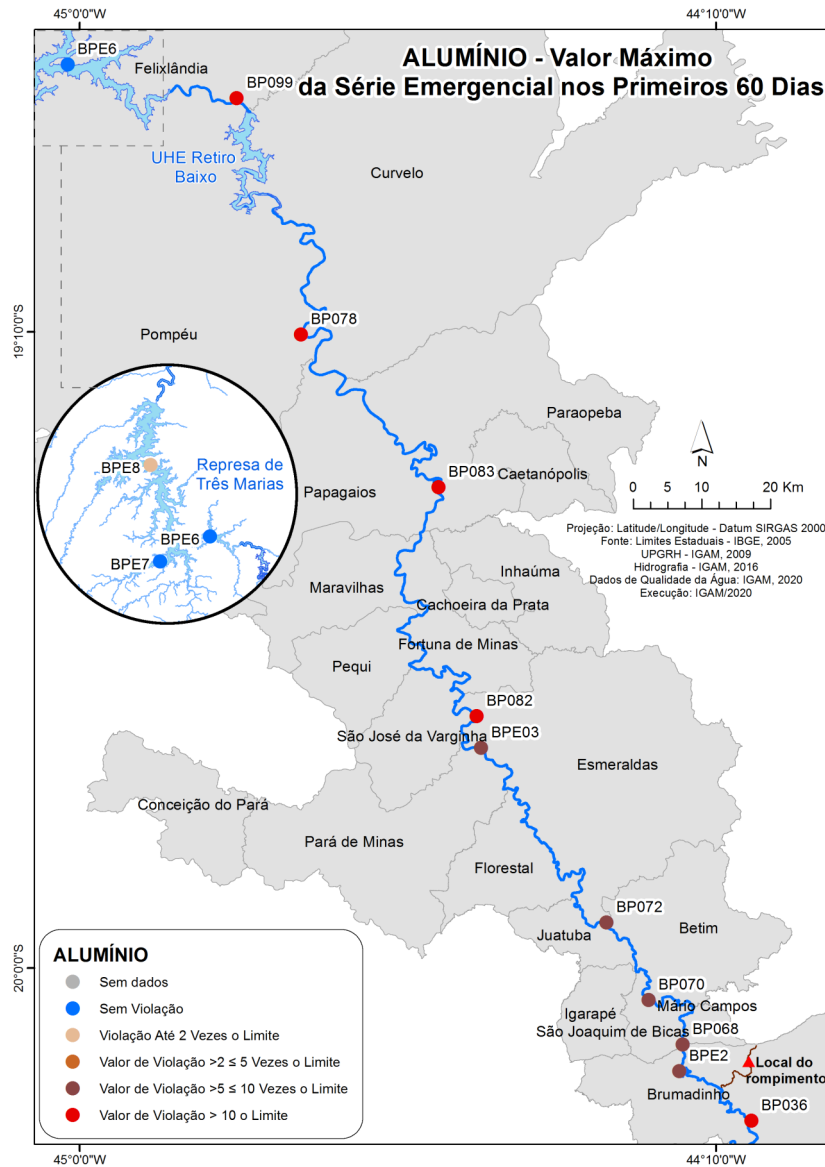 45°0'0"W
44°10'0"W
ALUMÍNIO - Valor Máximo
da Série Emergencial nos Primeiros 60 Dias
BPE6
Felixlândia
BP099
UHE Retiro
Baixo
Curvelo
19°10'0"S
BP078
Pompéu
Paraopeba
BP083
Caetanópolis
N
0 5 10 20 Km
Projeção: Latitude/Longitude - Datum SIRGAS 2000
Fonte: Limites Estaduais - IBGE, 2005
UPGRH - IGAM, 2009
Hidrografia - IGAM, 2016
Dados de Qualidade da Água: IGAM, 2020
Execução: IGAM/2020
BPE8
Represa de
Três Marias
BPE6
BPE7
Papagaios
Inhaúma
Maravilhas
Cachoeira da Prata
Fortuna de Minas
Pequi
BP082
São José da Varginha
BPE03
Esmeraldas
Conceição do Pará
Pará de Minas
Florestal
BP072
Juatuba
Betim
20°0'0"S
BP070
Mário Campos
Igarapé
São Joaquim de Bicas
BP068
BPE2
Local do
rompimento
Brumadinho
BP036
ALUMÍNIO
Sem dados
Sem Violação
Violação Até 2 Vezes o Limite
Valor de Violação >2 ≤ 5 Vezes o Limite
Valor de Violação >5 ≤ 10 Vezes o Limite
Valor de Violação > 10 o Limite
45°0'0"W
44°10'0"W